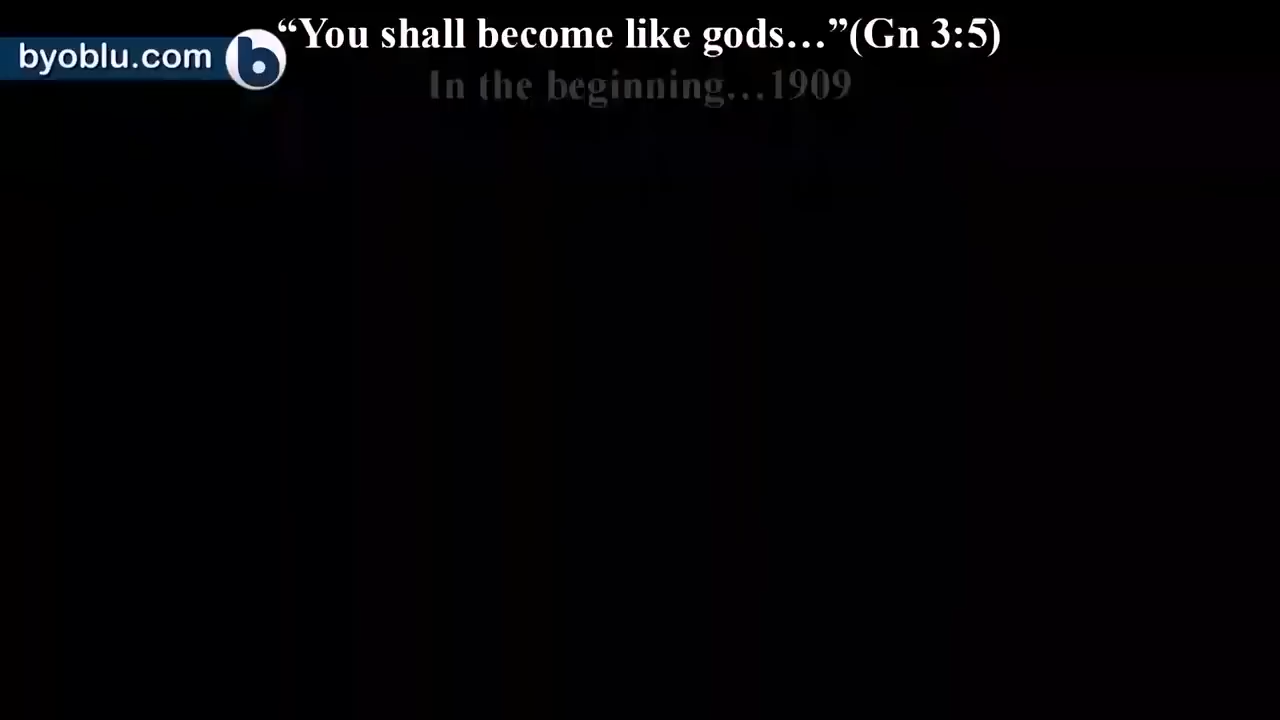 “You shall become like gods…”(Gn 3:5)
byoblu.com b
In the beginning…1909